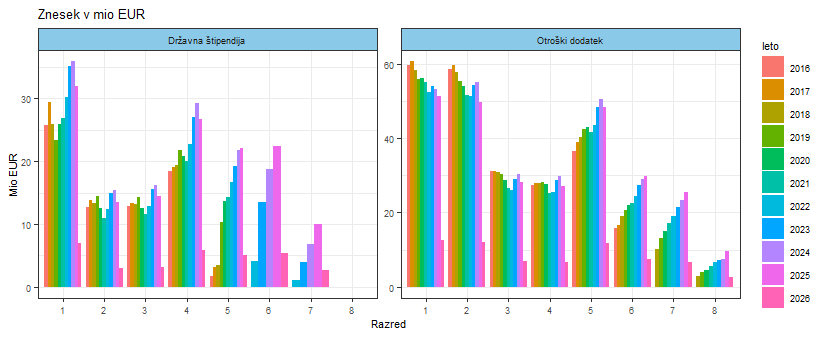 Znesek v mio EUR
Državna štipendija
Otroški dodatek
Mio EUR
30
20
10
0
60
40
20
0
1 2 3 4 5 6 7 8
1 2 3 4 5 6 7 8
Razred
leto
2016
2017
2018
2019
2020
2021
2022
2023
2024
2025
2026